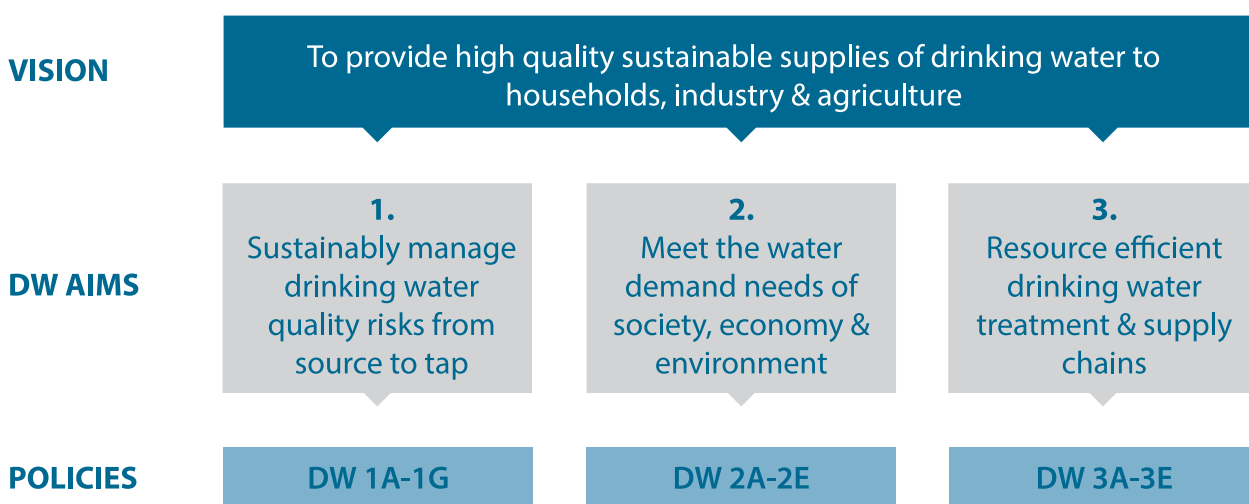 VISION
To provide high quality sustainable supplies of drinking water to
households, industry & agriculture
DW AIMS
1.
Sustainably manage
drinking water
quality risks from
source to tap
2.
Meet the water
demand needs of
society, economy &
environment
3.
Resource efficient
drinking water
treatment & supply
chains
POLICIES
DW 1A-1G
DW 2A-2E
DW 3A-3E